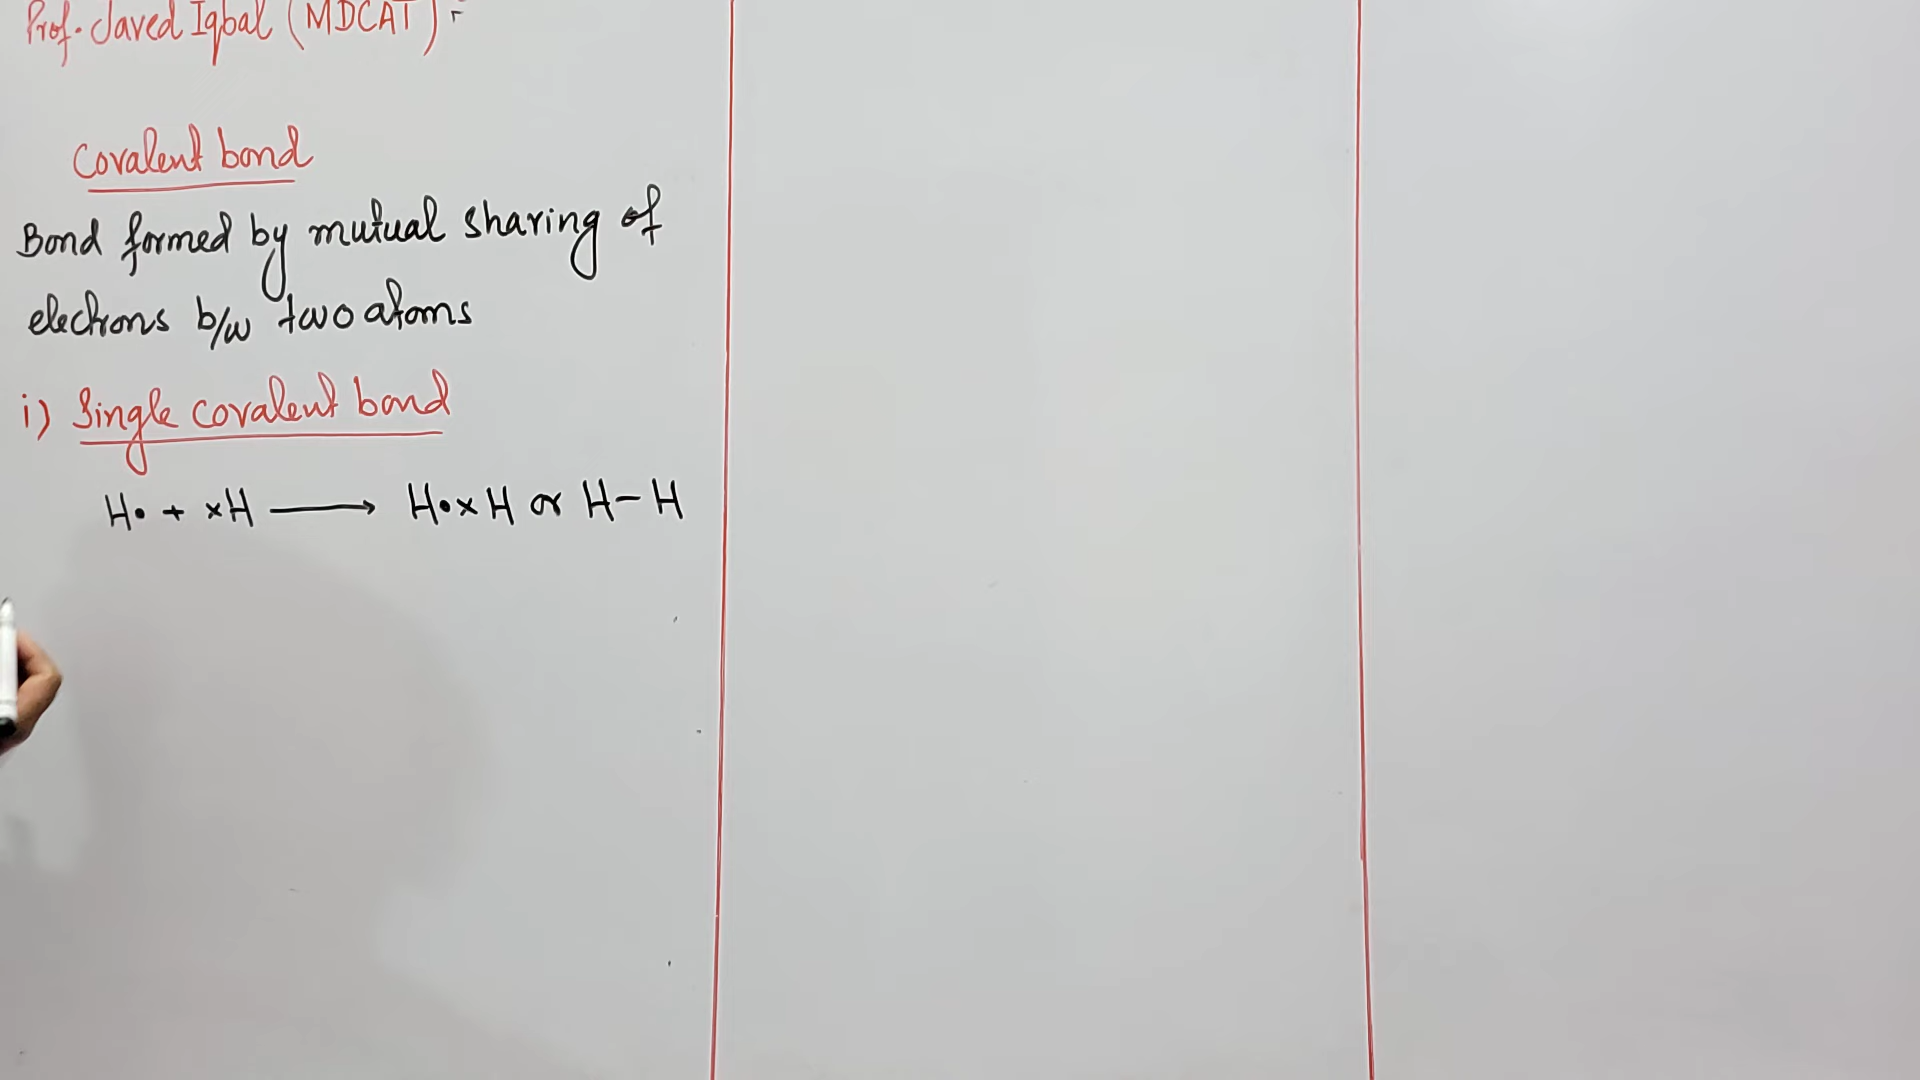 Prof. Javed Iqbal (MDCAT)
Covalent bond
Bond formed by mutual sharing of
electrons b/w two atoms
i) Single covalent bond
H• + ×H ⟶ H•×H or H–H